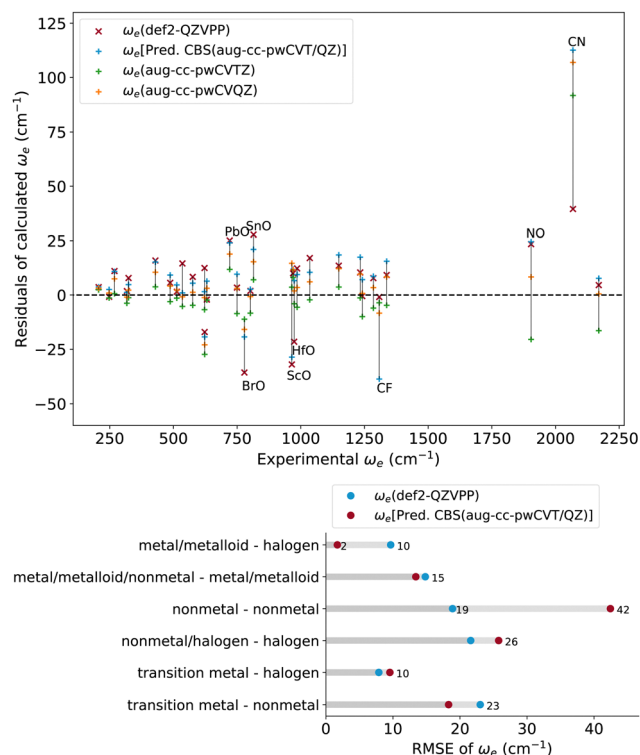 ωe(def2-QZVPP)
ωe[Pred. CBS(aug-cc-pwCVT/QZ)]
ωe(aug-cc-pwCVTZ)
ωe(aug-cc-pwCVQZ)
Residuals of calculated ωe (cm⁻¹)
125
100
75
50
25
0
−25
−50
CN
NO
PbO
SnO
HfO
ScO
BrO
CF
250 500 750 1000 1250 1500 1750 2000 2250
Experimental ωe (cm⁻¹)
ωe(def2-QZVPP)
ωe[Pred. CBS(aug-cc-pwCVT/QZ)]
metal/metalloid - halogen 2 10
metal/metalloid/nonmetal - metal/metalloid 15
nonmetal - nonmetal 19 42
nonmetal/halogen - halogen 26
transition metal - halogen 10
transition metal - nonmetal 23
0 10 20 30 40
RMSE of ωe (cm⁻¹)